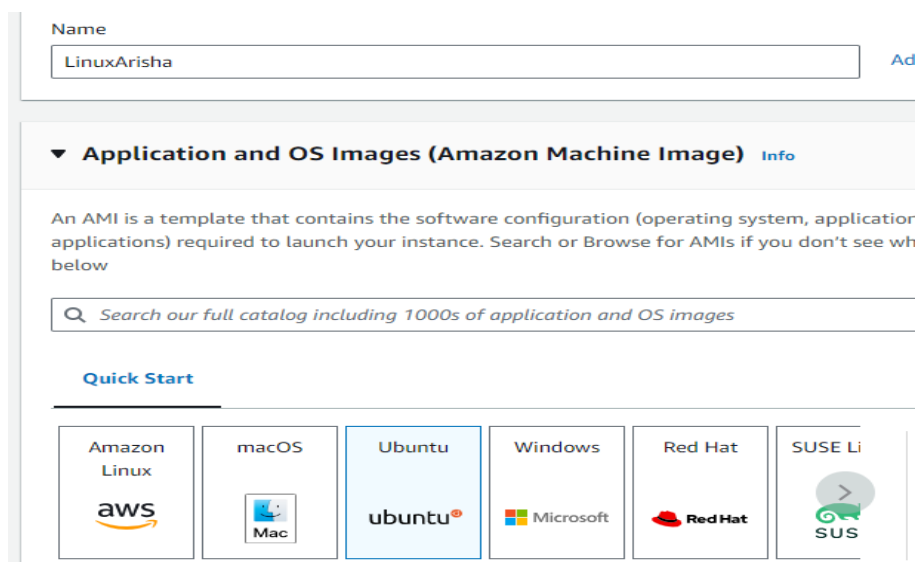 Name
LinuxArisha
Ad
Application and OS Images (Amazon Machine Image) Info
An AMI is a template that contains the software configuration (operating system, application
applications) required to launch your instance. Search or Browse for AMIs if you don't see wh
below
Search our full catalog including 1000s of application and OS images
Quick Start
Amazon
Linux
aws
macOS
Mac
Ubuntu
ubuntu
Windows
Microsoft
Red Hat
Red Hat
SUSE Li
SUS